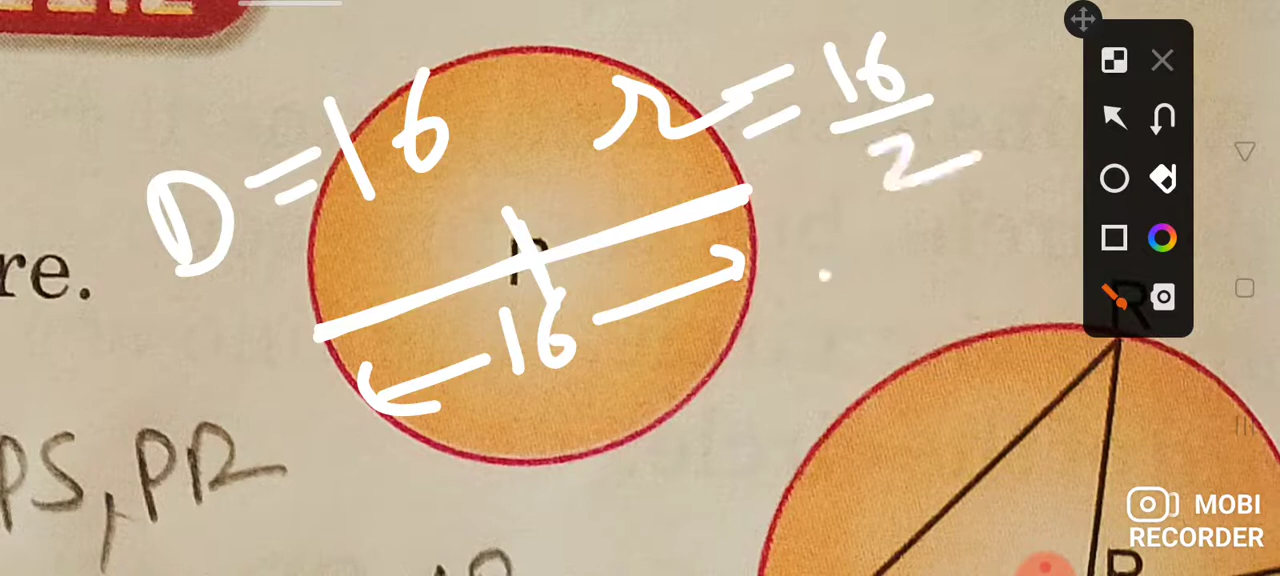 D = 16
r = 16/2
P
16
re.
R
PS, PR
P
MOBI
RECORDER